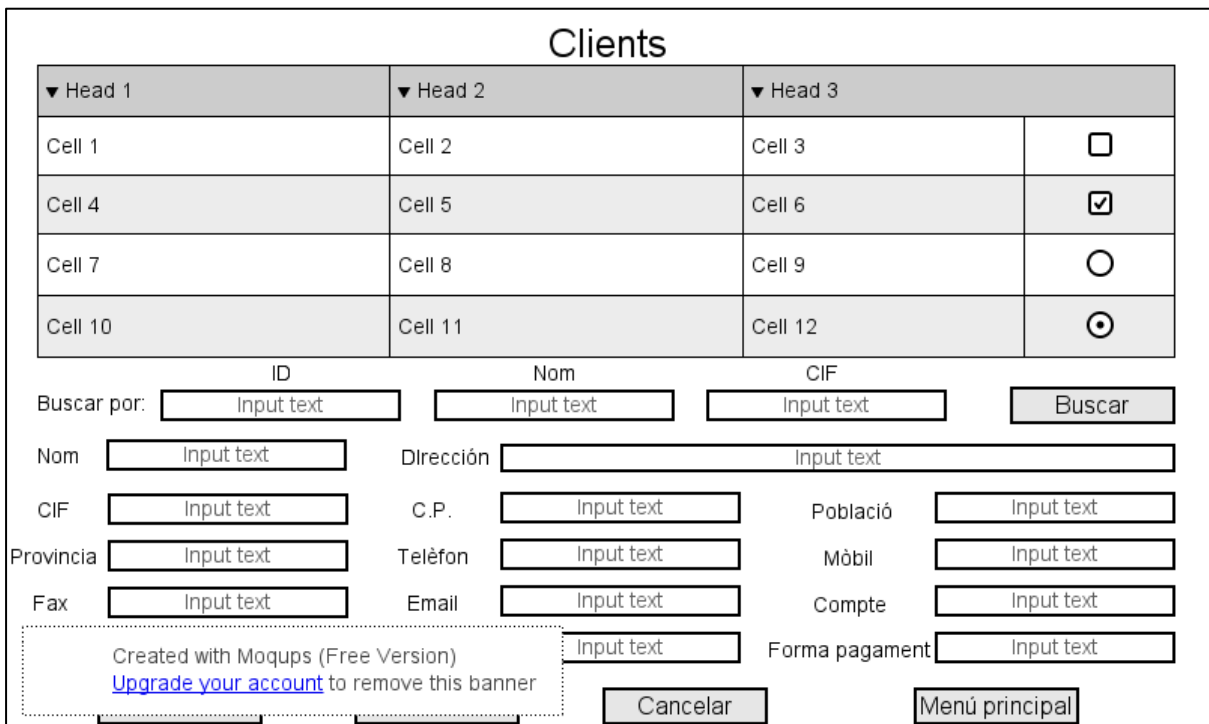 Clients
▼ Head 1 ▼ Head 2 ▼ Head 3
Cell 1 Cell 2 Cell 3
Cell 4 Cell 5 Cell 6
Cell 7 Cell 8 Cell 9
Cell 10 Cell 11 Cell 12
ID Nom CIF
Buscar por: Input text Input text Input text Buscar
Nom Input text DIrección Input text
CIF Input text C.P. Input text Població Input text
Provincia Input text Telèfon Input text Mòbil Input text
Fax Input text Email Input text Compte Input text
Input text Forma pagament Input text
Created with Moqups (Free Version)
Upgrade your account to remove this banner
Cancelar Menú principal